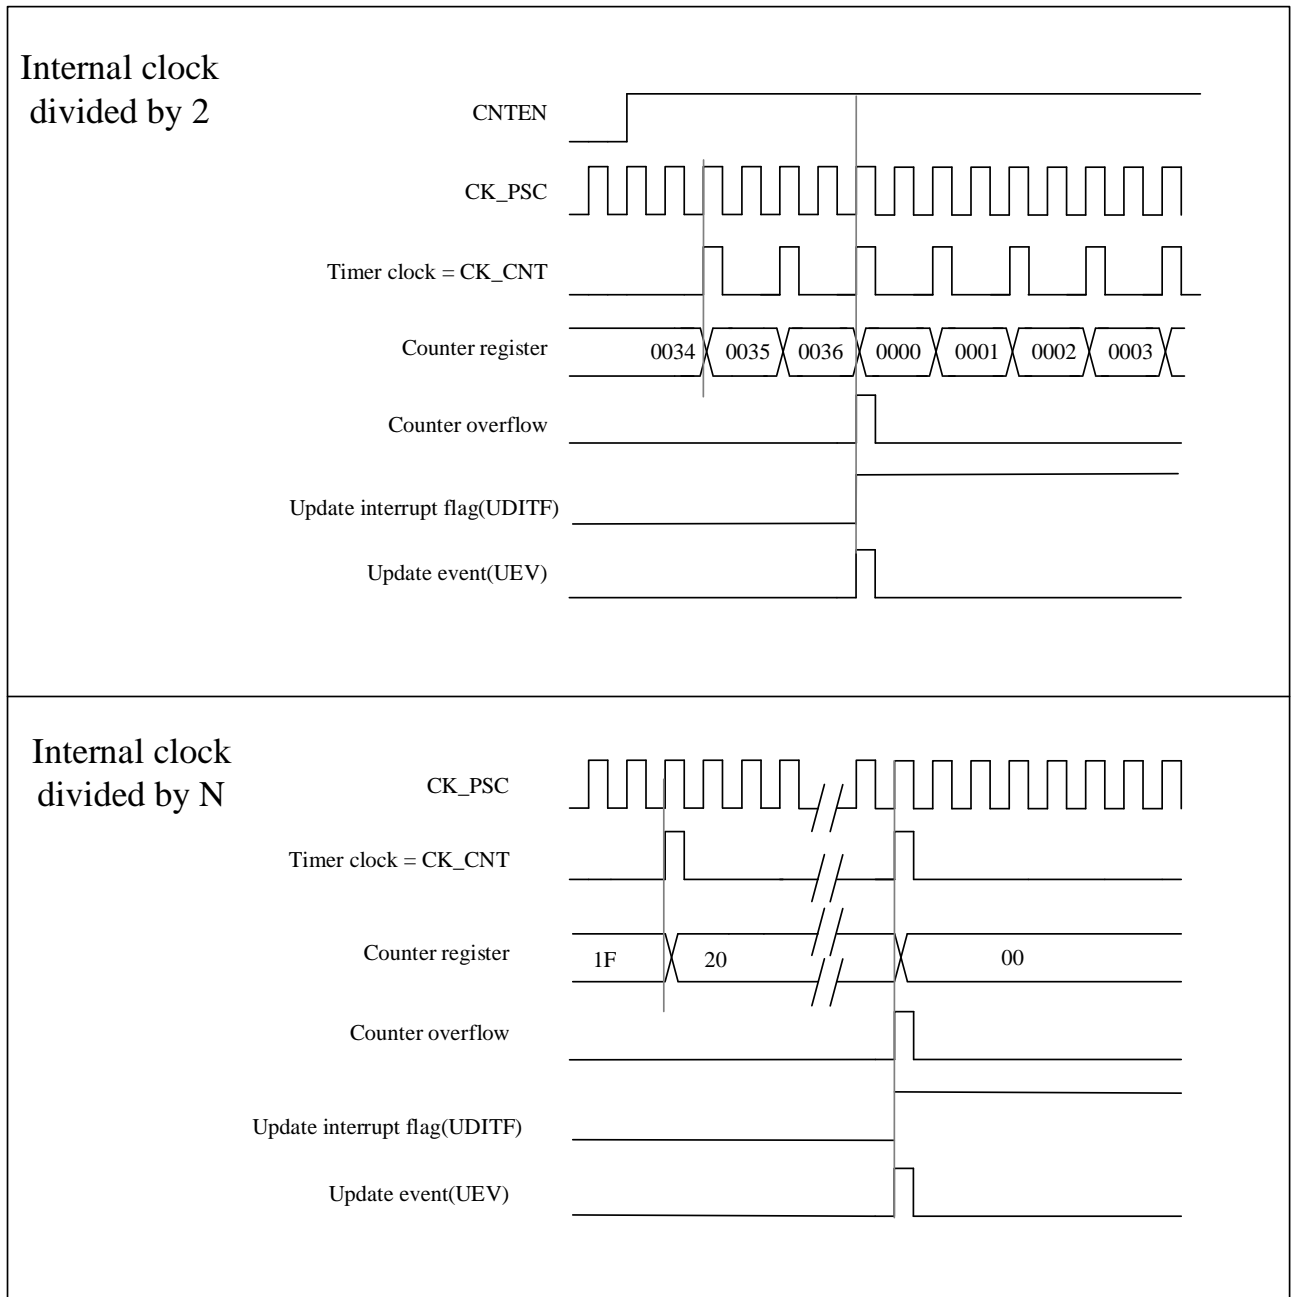 Internal clock
divided by 2
CNTEN
CK_PSC
Timer clock = CK_CNT
Counter register
0034 0035 0036 0000 0001 0002 0003
Counter overflow
Update interrupt flag(UDITF)
Update event(UEV)
Internal clock
divided by N
CK_PSC
Timer clock = CK_CNT
Counter register
1F 20 00
Counter overflow
Update interrupt flag(UDITF)
Update event(UEV)